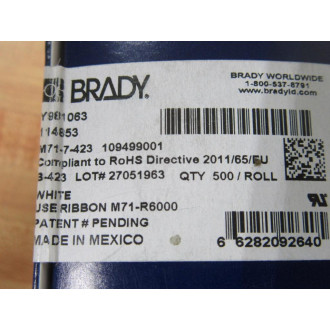 BRADY.
BRADY WORLDWIDE
1-800-537-8791
www.bradyid.com
Y981063
114853
M71-7-423 109499001
Compliant to RoHS Directive 2011/65/EU
B-423 LOT# 27051963 QTY 500 / ROLL
WHITE
USE RIBBON M71-R6000
PATENT # PENDING
MADE IN MEXICO
6 6282092640